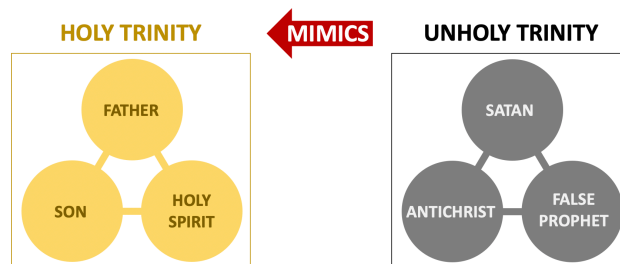 HOLY TRINITY
MIMICS
UNHOLY TRINITY
FATHER
SON
HOLY
SPIRIT
SATAN
ANTICHRIST
FALSE
PROPHET